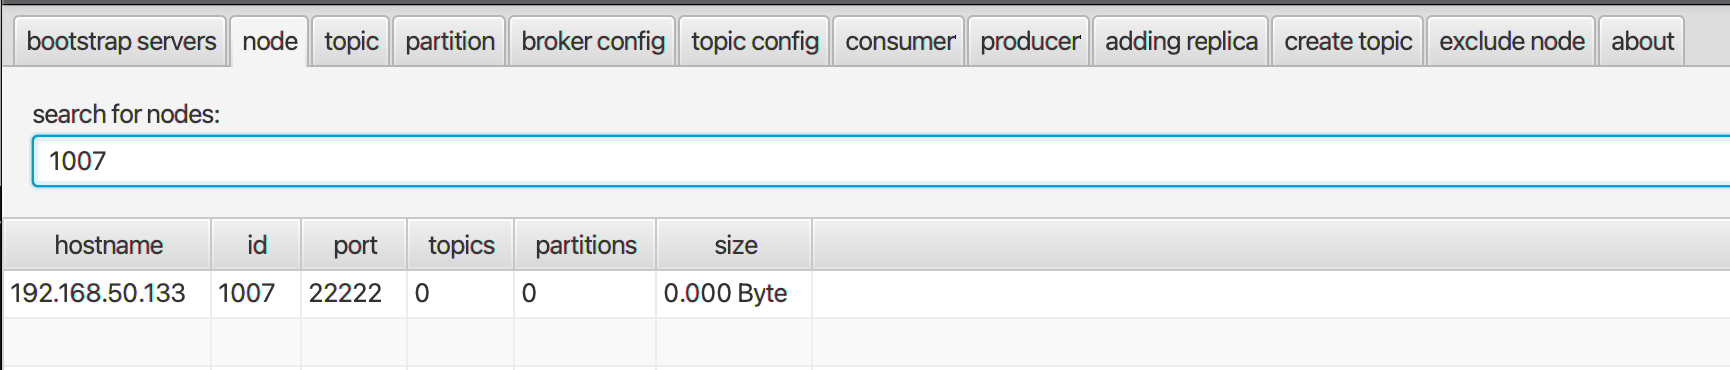 bootstrap servers node topic partition broker config topic config consumer producer adding replica create topic exclude node about
search for nodes:
1007
hostname id port topics partitions size
192.168.50.133 1007 22222 0 0 0.000 Byte